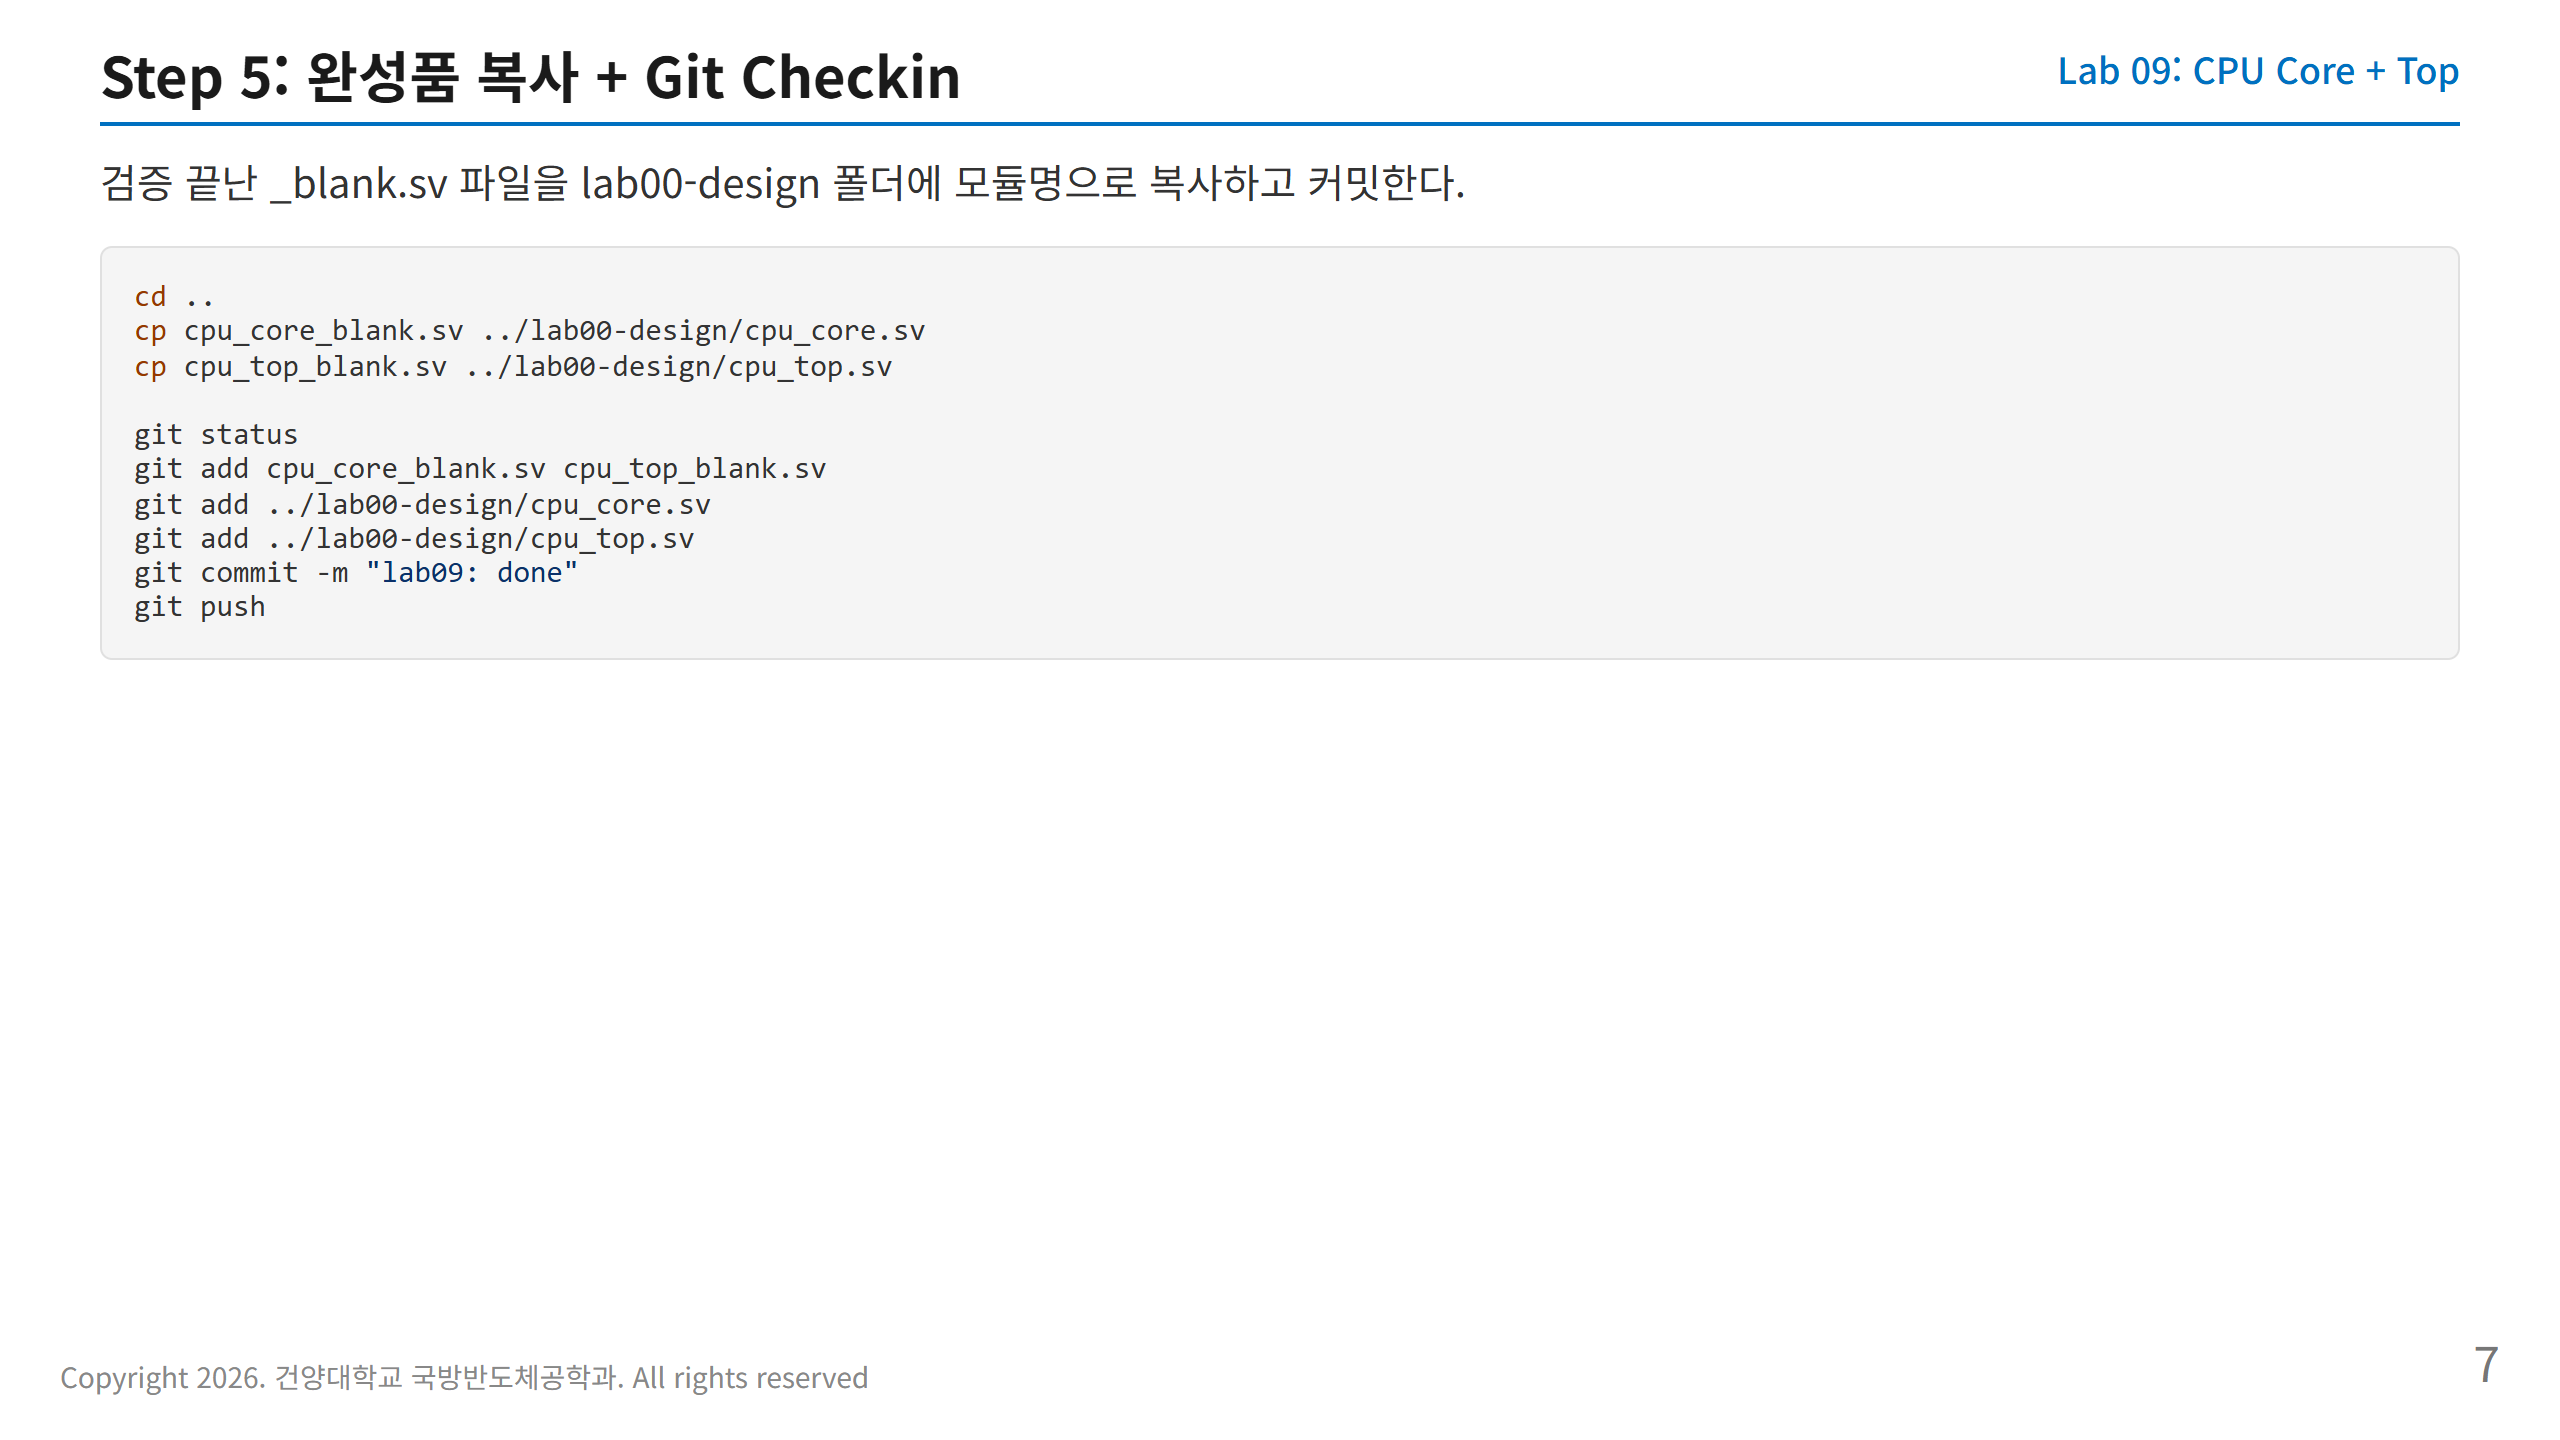 Step 5: 완성품 복사 + Git Checkin
Lab 09: CPU Core + Top
검증 끝난 _blank.sv 파일을 lab00-design 폴더에 모듈명으로 복사하고 커밋한다.
cd ..
cp cpu_core_blank.sv ../lab00-design/cpu_core.sv
cp cpu_top_blank.sv ../lab00-design/cpu_top.sv
git status
git add cpu_core_blank.sv cpu_top_blank.sv
git add ../lab00-design/cpu_core.sv
git add ../lab00-design/cpu_top.sv
git commit -m "lab09: done"
git push
Copyright 2026. 건양대학교 국방반도체공학과. All rights reserved
7